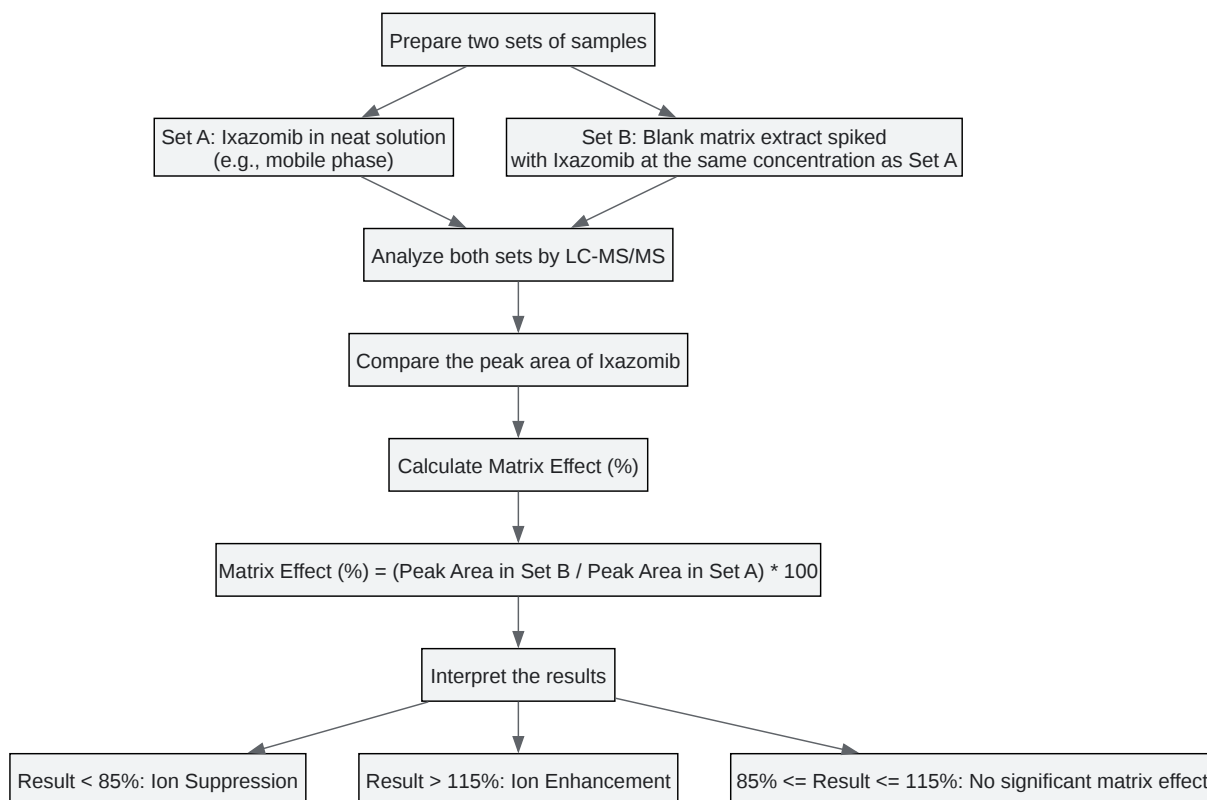 Prepare two sets of samples
Set A: Ixazomib in neat solution
(e.g., mobile phase)
Set B: Blank matrix extract spiked
with Ixazomib at the same concentration as Set A
Analyze both sets by LC-MS/MS
Compare the peak area of Ixazomib
Calculate Matrix Effect (%)
Matrix Effect (%) = (Peak Area in Set B / Peak Area in Set A) * 100
Interpret the results
Result < 85%: Ion Suppression
Result > 115%: Ion Enhancement
85% <= Result <= 115%: No significant matrix effect